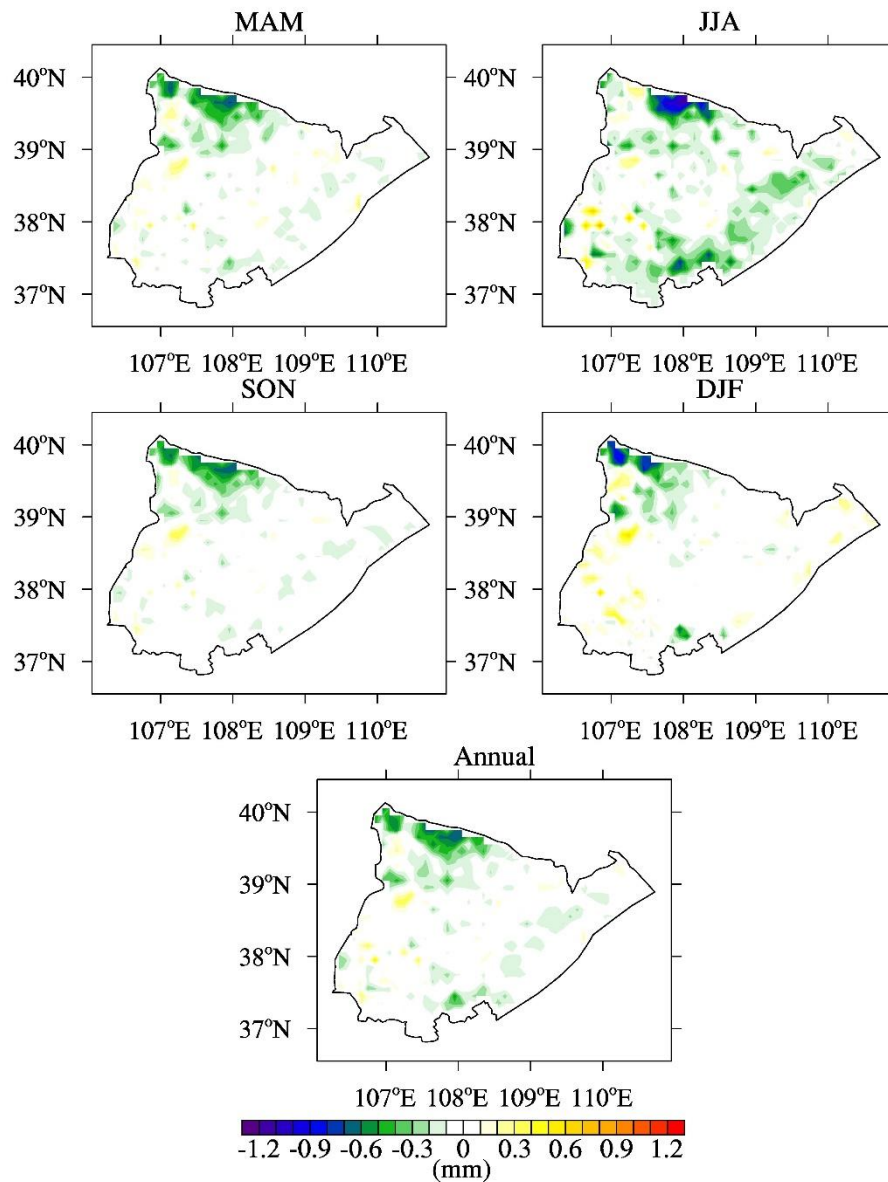 MAM JJA
40°N 40°N
39°N 39°N
38°N 38°N
37°N 37°N
107°E 108°E 109°E 110°E 107°E 108°E 109°E 110°E
SON DJF
40°N 40°N
39°N 39°N
38°N 38°N
37°N 37°N
107°E 108°E 109°E 110°E 107°E 108°E 109°E 110°E
Annual
40°N
39°N
38°N
37°N
107°E 108°E 109°E 110°E
-1.2 -0.9 -0.6 -0.3 0 0.3 0.6 0.9 1.2
(mm)